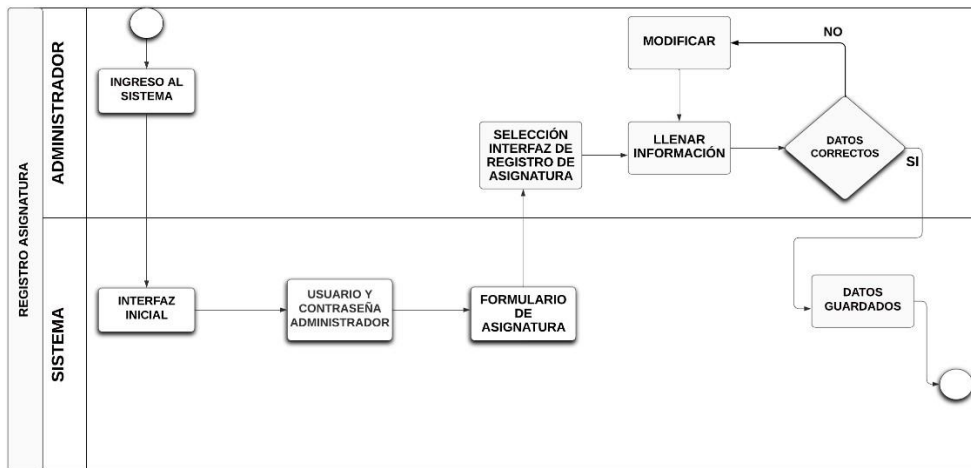 REGISTRO ASIGNATURA
ADMINISTRADOR
INGRESO AL
SISTEMA
SELECCIÓN
INTERFAZ DE
REGISTRO DE
ASIGNATURA
MODIFICAR
LLENAR
INFORMACIÓN
NO
DATOS
CORRECTOS
SI
SISTEMA
INTERFAZ
INICIAL
USUARIO Y
CONTRASEÑA
ADMINISTRADOR
FORMULARIO
DE
ASIGNATURA
DATOS
GUARDADOS